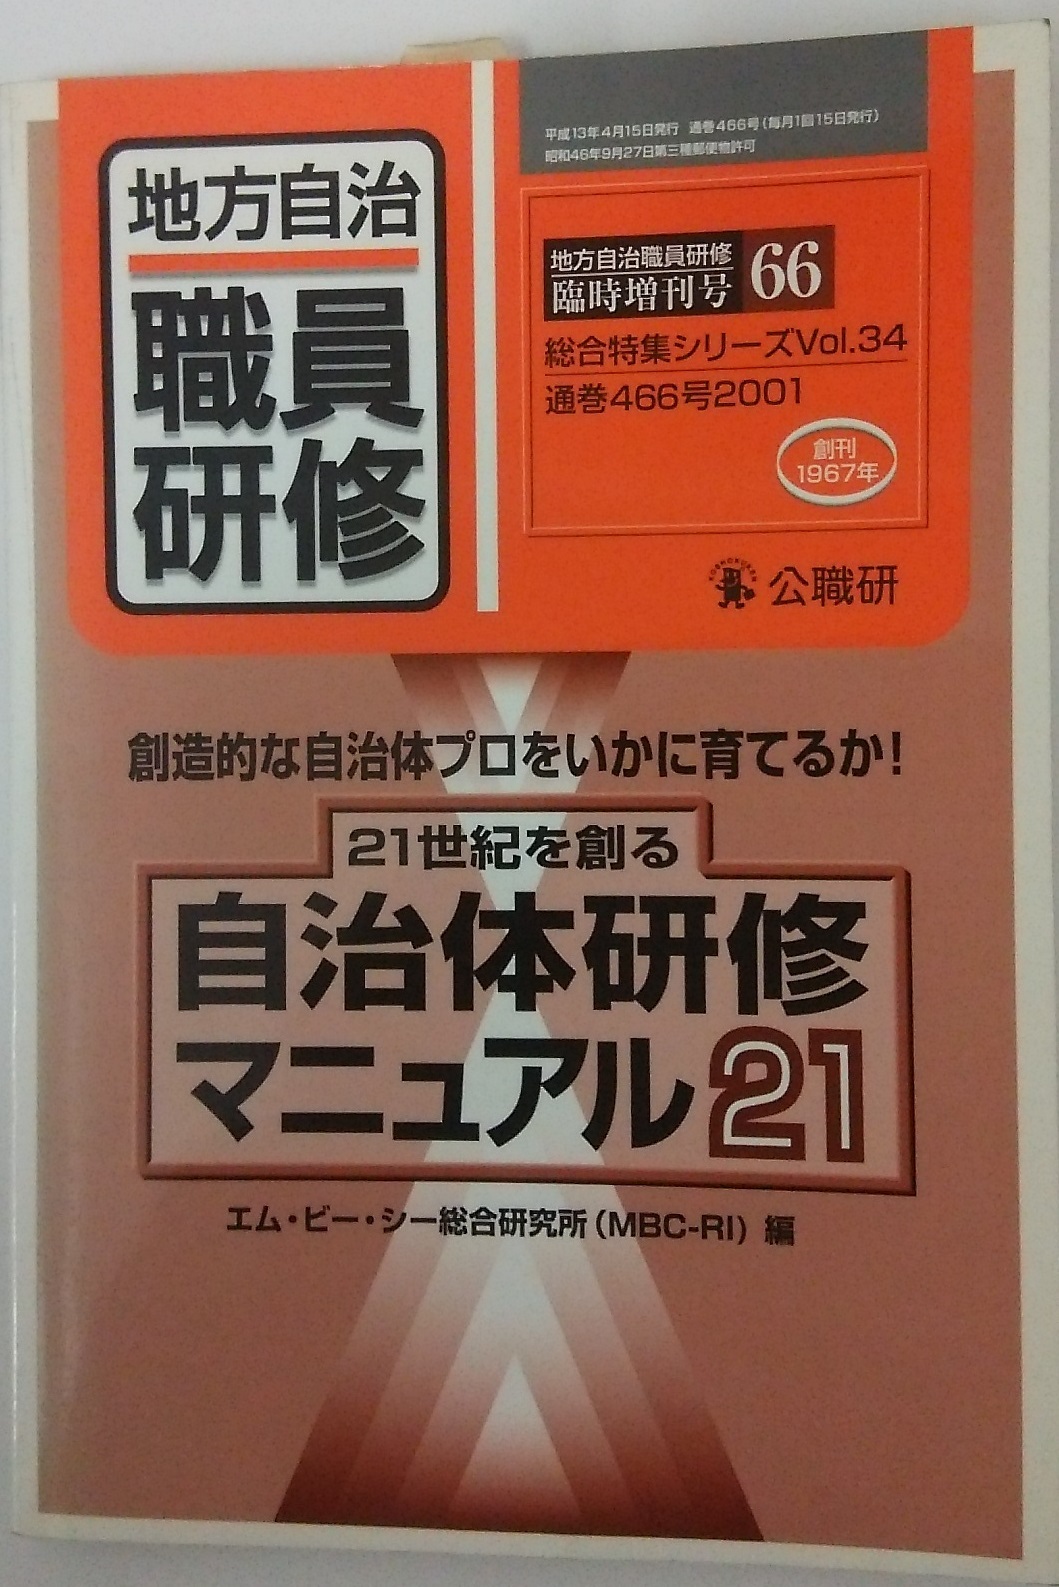 地方自治
職員
研修
平成13年4月15日発行 通巻466号(毎月1回15日発行)
昭和46年9月27日第三種郵便物許可
地方自治職員研修
臨時増刊号
66
総合特集シリーズVol.34
通巻466号2001
創刊
1967年
KOSHOKUKEN
公職研
創造的な自治体プロをいかに育てるか!
21世紀を創る
自治体研修
マニュアル21
エム・ビー・シー総合研究所(MBC-RI) 編